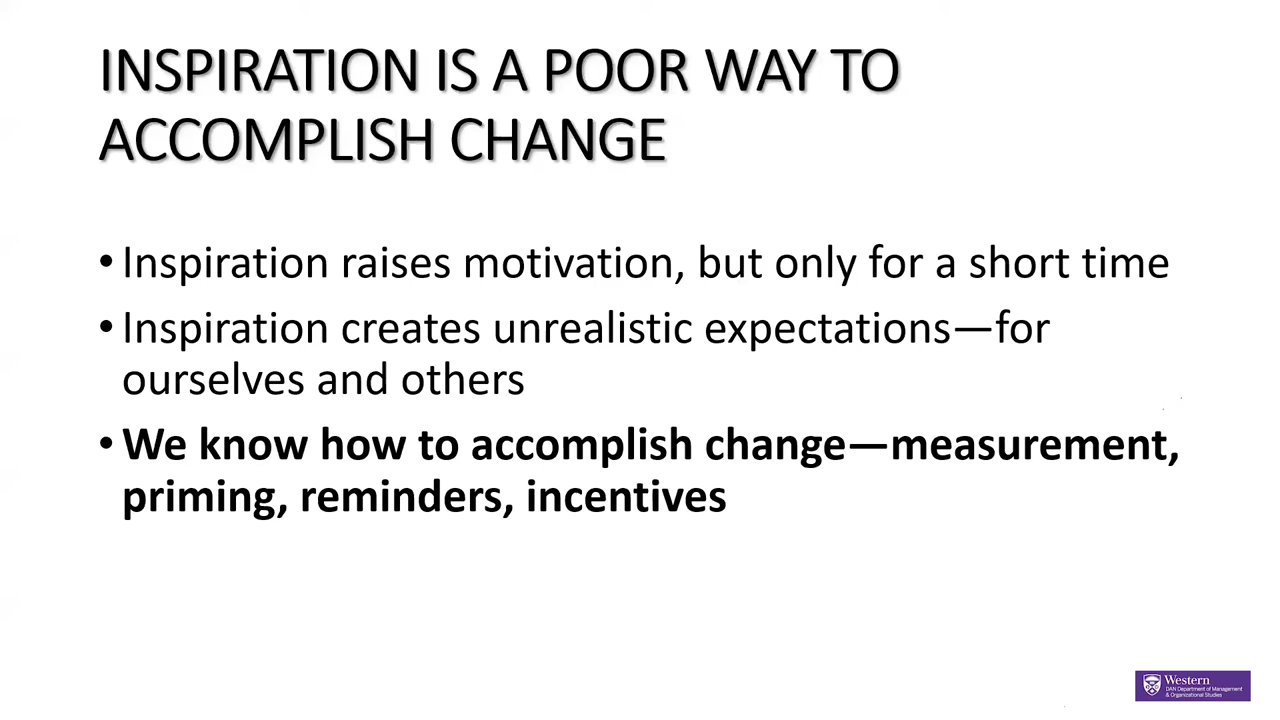 INSPIRATION IS A POOR WAY TO
ACCOMPLISH CHANGE
• Inspiration raises motivation, but only for a short time
• Inspiration creates unrealistic expectations—for
ourselves and others
• We know how to accomplish change—measurement,
priming, reminders, incentives
Western
DAN Department of Management
& Organizational Studies